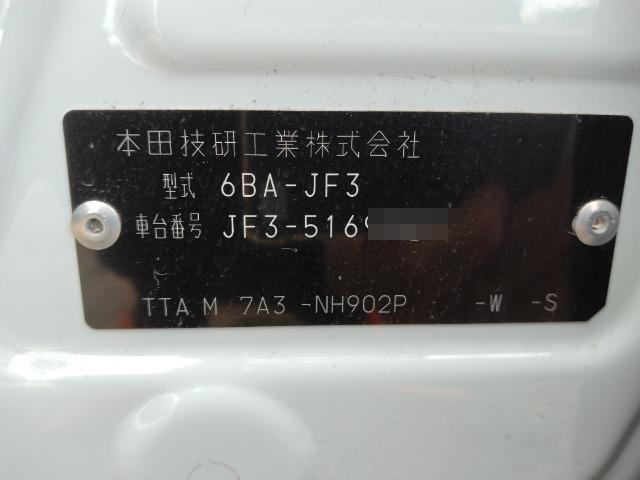 本田技研工業株式会社
型式 6BA-JF3
車台番号 JF3-5169
TTA M 7A3 -NH902P -W -S